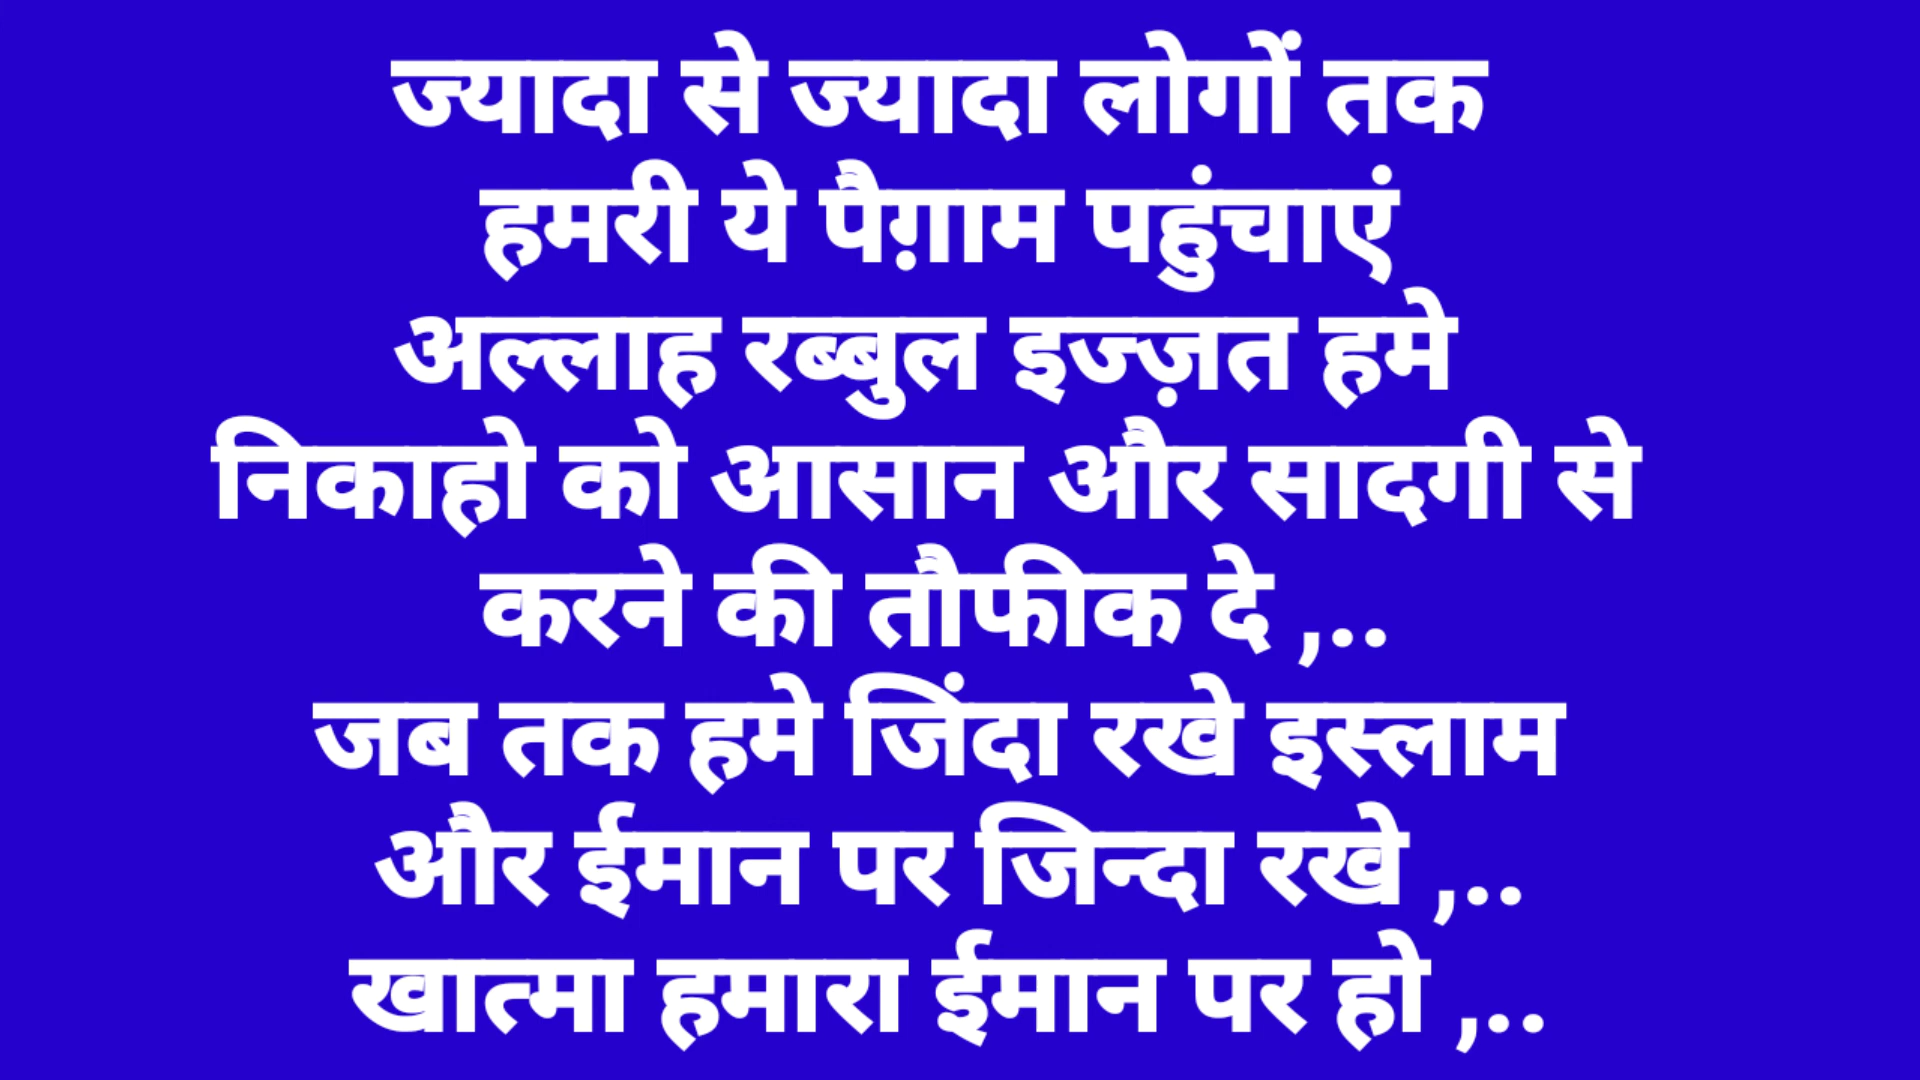 ज्यादा से ज्यादा लोगों तक
हमरी ये पैग़ाम पहुंचाएं
अल्लाह रब्बुल इज्ज़त हमे
निकाहो को आसान और सादगी से
करने की तौफीक दे ,..
जब तक हमे जिंदा रखे इस्लाम
और ईमान पर जिन्दा रखे ,..
खात्मा हमारा ईमान पर हो ,..